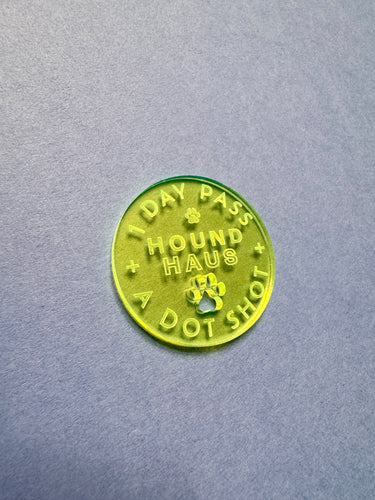 + 1 DAY PASS +
HOUND
HAUS
A DOT SHOT